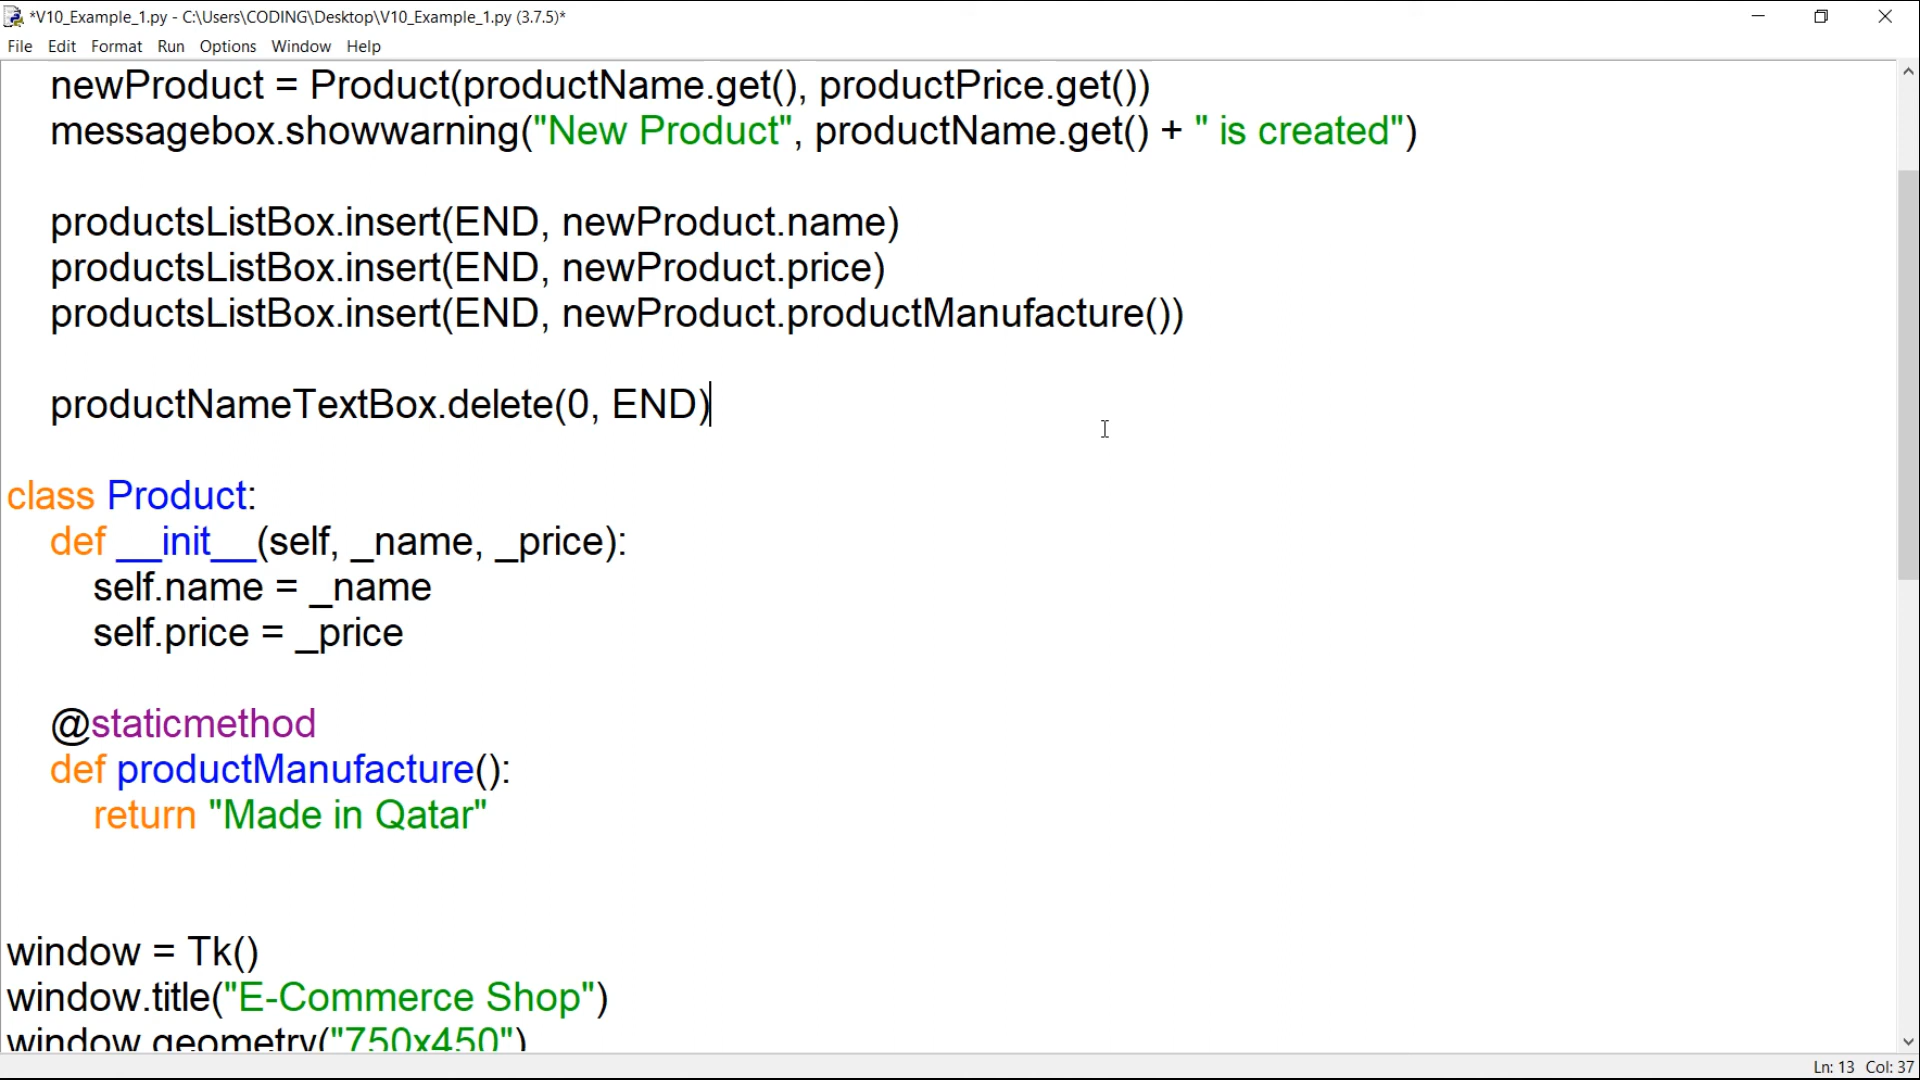 *V10_Example_1.py - C:\Users\CODING\Desktop\V10_Example_1.py (3.7.5)*
File Edit Format Run Options Window Help
newProduct = Product(productName.get(), productPrice.get())
messagebox.showwarning("New Product", productName.get() + " is created")
productsListBox.insert(END, newProduct.name)
productsListBox.insert(END, newProduct.price)
productsListBox.insert(END, newProduct.productManufacture())
productNameTextBox.delete(0, END)
class Product:
def __init__(self, _name, _price):
self.name = _name
self.price = _price
@staticmethod
def productManufacture():
return "Made in Qatar"
window = Tk()
window.title("E-Commerce Shop")
window.geometry("750x450")
Ln: 13 Col: 37